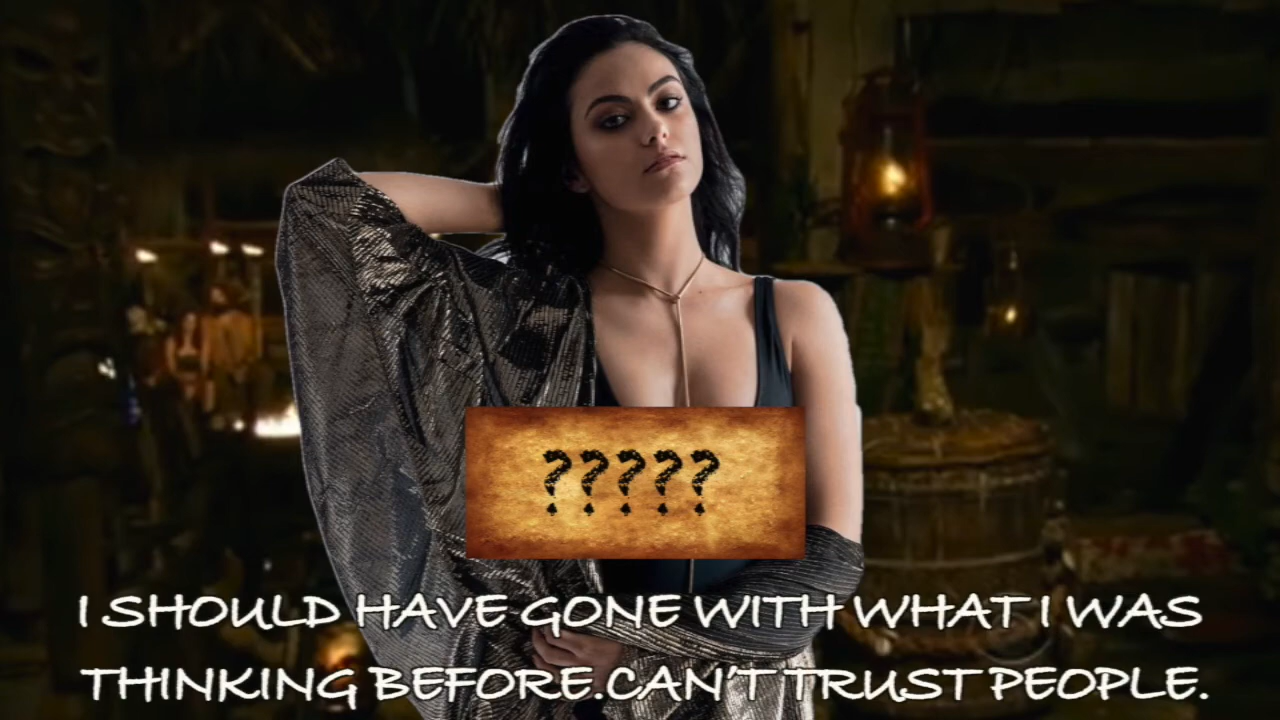 ?????
I SHOULD HAVE GONE WITH WHAT I WAS
THINKING BEFORE.CAN'T TRUST PEOPLE.